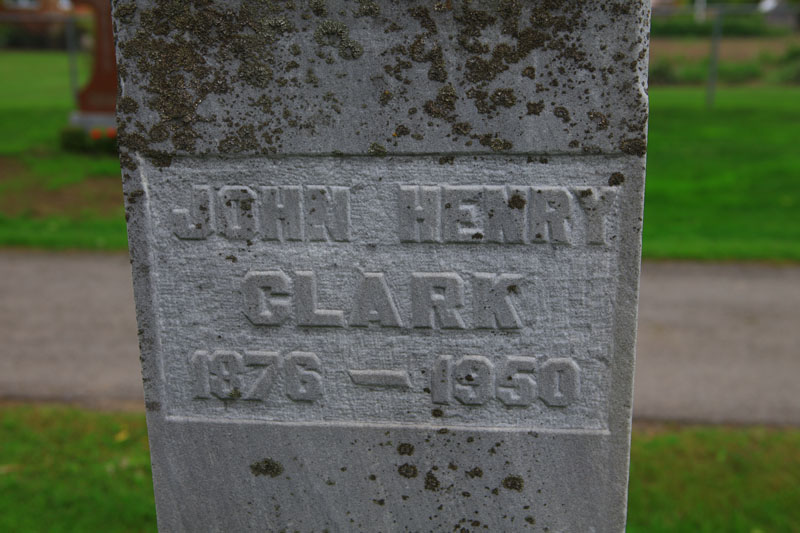 JOHN HENRY
CLARK
1876 — 1950